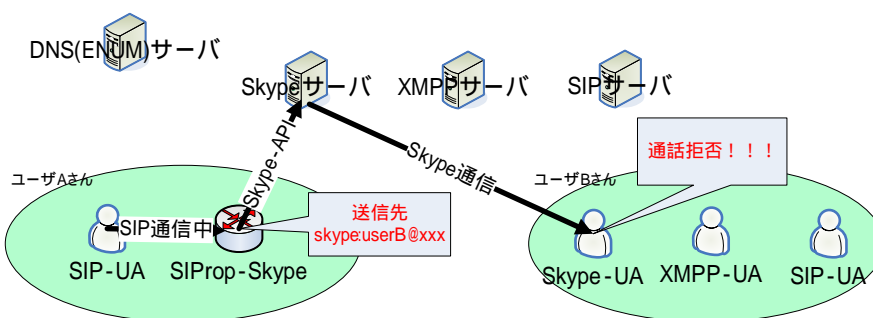 DNS(ENUM)サーバ
Skypeサーバ
XMPPサーバ
SIPサーバ
Skype-API
Skype通信
通話拒否！！！
ユーザAさん
ユーザBさん
SIP通信中
送信先
skype:userB@xxx
SIP-UA
SIProp-Skype
Skype-UA
XMPP-UA
SIP-UA